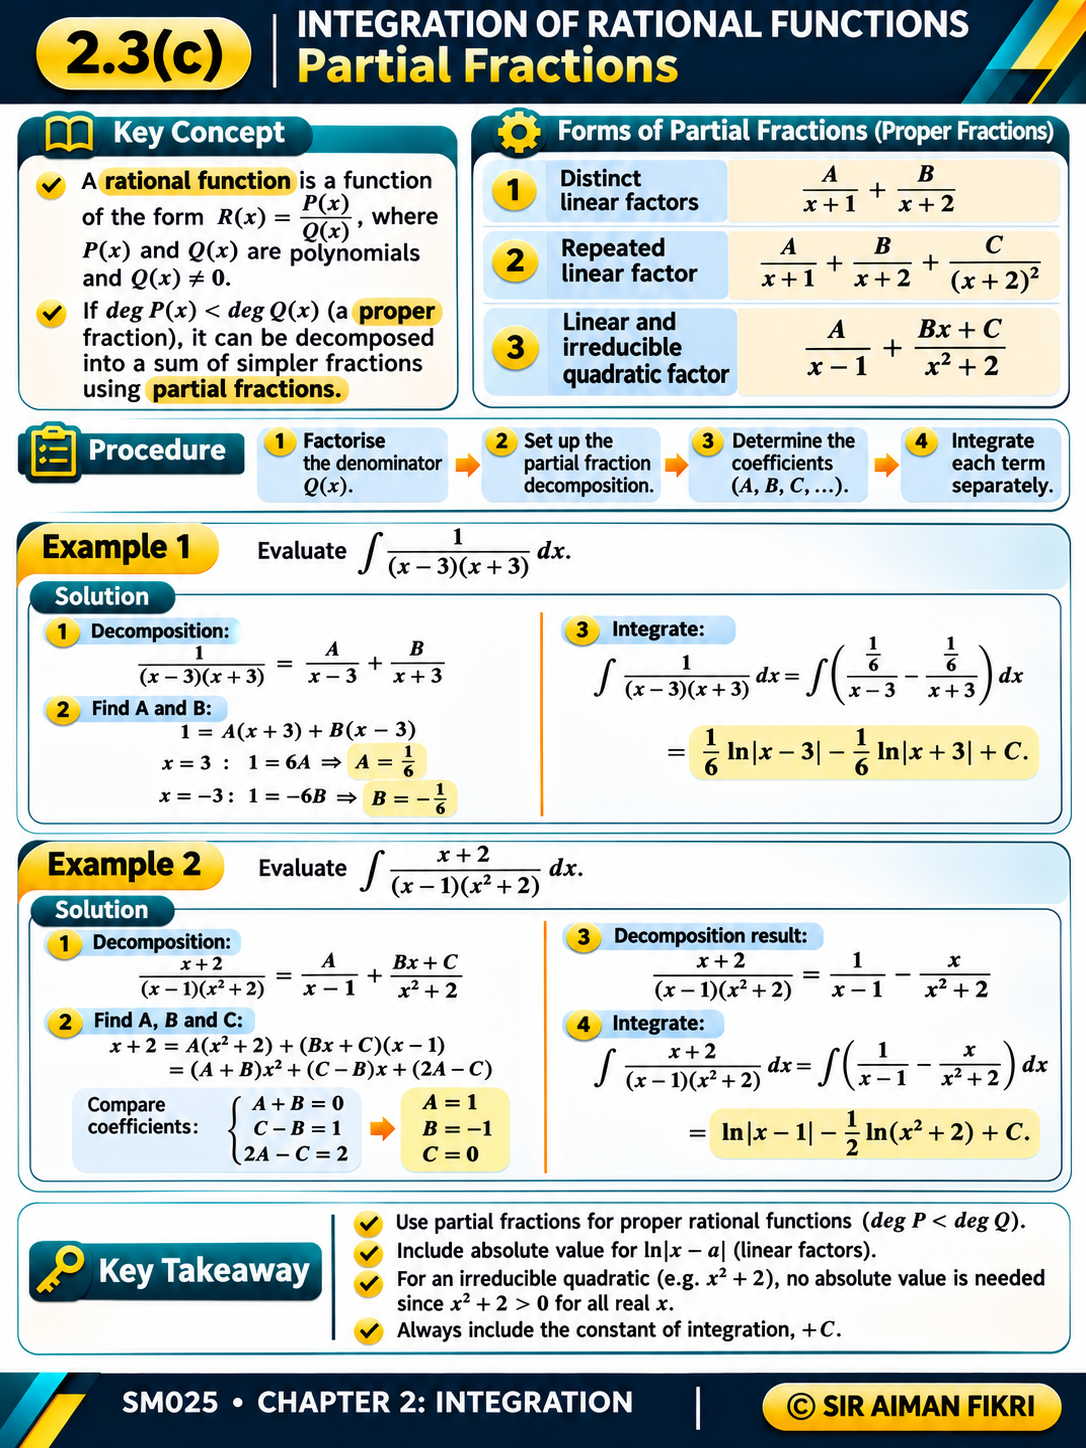 2.3(c)
INTEGRATION OF RATIONAL FUNCTIONS
Partial Fractions
Key Concept
A rational function is a function
of the form R(x) = P(x)/Q(x), where
P(x) and Q(x) are polynomials
and Q(x) ≠ 0.
If deg P(x) < deg Q(x) (a proper
fraction), it can be decomposed
into a sum of simpler fractions
using partial fractions.
Forms of Partial Fractions (Proper Fractions)
1 Distinct
linear factors
A/(x + 1) + B/(x + 2)
2 Repeated
linear factor
A/(x + 1) + B/(x + 2) + C/(x + 2)²
3 Linear and
irreducible
quadratic factor
A/(x − 1) + (Bx + C)/(x² + 2)
Procedure
1 Factorise
the denominator
Q(x).
2 Set up the
partial fraction
decomposition.
3 Determine the
coefficients
(A, B, C, ...).
4 Integrate
each term
separately.
Example 1
Evaluate ∫ 1/((x − 3)(x + 3)) dx.
Solution
1 Decomposition:
1/((x − 3)(x + 3)) = A/(x − 3) + B/(x + 3)
2 Find A and B:
1 = A(x + 3) + B(x − 3)
x = 3 : 1 = 6A ⇒ A = 1/6
x = −3 : 1 = −6B ⇒ B = −1/6
3 Integrate:
∫ 1/((x − 3)(x + 3)) dx = ∫ ((1/6)/(x − 3) − (1/6)/(x + 3)) dx
= 1/6 ln|x − 3| − 1/6 ln|x + 3| + C.
Example 2
Evaluate ∫ (x + 2)/((x − 1)(x² + 2)) dx.
Solution
1 Decomposition:
(x + 2)/((x − 1)(x² + 2)) = A/(x − 1) + (Bx + C)/(x² + 2)
2 Find A, B and C:
x + 2 = A(x² + 2) + (Bx + C)(x − 1)
= (A + B)x² + (C − B)x + (2A − C)
Compare
coefficients:
A + B = 0
C − B = 1
2A − C = 2
A = 1
B = −1
C = 0
3 Decomposition result:
(x + 2)/((x − 1)(x² + 2)) = 1/(x − 1) − x/(x² + 2)
4 Integrate:
∫ (x + 2)/((x − 1)(x² + 2)) dx = ∫ (1/(x − 1) − x/(x² + 2)) dx
= ln|x − 1| − 1/2 ln(x² + 2) + C.
Key Takeaway
Use partial fractions for proper rational functions (deg P < deg Q).
Include absolute value for ln|x − a| (linear factors).
For an irreducible quadratic (e.g. x² + 2), no absolute value is needed
since x² + 2 > 0 for all real x.
Always include the constant of integration, +C.
SM025 • CHAPTER 2: INTEGRATION
© SIR AIMAN FIKRI